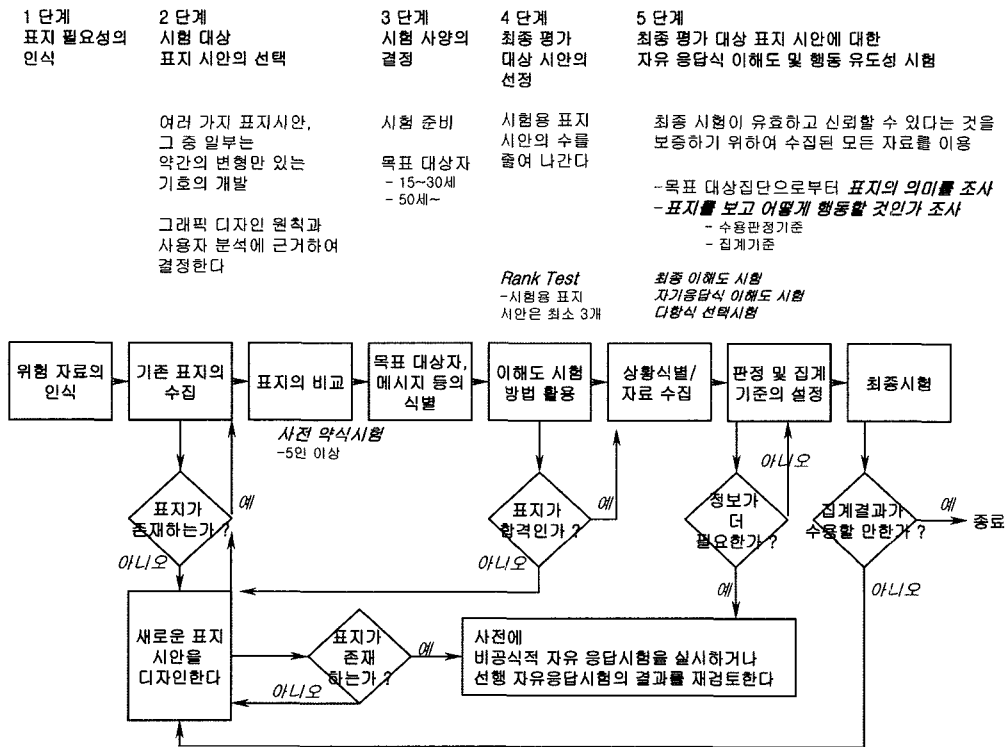 1 단계
표지 필요성의
인식
2 단계
시험 대상
표지 시안의 선택
3 단계
시험 사양의
결정
4 단계
최종 평가
대상 시안의
선정
5 단계
최종 평가 대상 표지 시안에 대한
자유 응답식 이해도 및 행동 유도성 시험
여러 가지 표지시안,
그 중 일부는
약간의 변형만 있는
기호의 개발
그래픽 디자인 원칙과
사용자 분석에 근거하여
결정한다
시험 준비
목표 대상자
- 15~30세
- 50세~
시험용 표지
시안의 수를
줄여 나간다
최종 시험이 유효하고 신뢰할 수 있다는 것을
보증하기 위하여 수집된 모든 자료를 이용
-목표 대상집단으로부터 표지의 의미를 조사
-표지를 보고 어떻게 행동할 것인가 조사
- 수용판정기준
- 집계기준
Rank Test
-시험용 표지
시안은 최소 3개
최종 이해도 시험
자기응답식 이해도 시험
다항식 선택시험
위험 자료의
인식
기존 표지의
수집
표지의 비교
목표 대상자,
메시지 등의
식별
이해도 시험
방법 활용
상황식별/
자료 수집
판정 및 집계
기준의 설정
최종시험
사전 약식시험
-5인 이상
표지가
존재하는가 ?
예
아니오
표지가
합격인가 ?
예
아니오
정보가
더
필요한가 ?
아니오
예
집계결과가
수용할 만한가 ?
예
종료
아니오
새로운 표지
시안을
디자인한다
표지가
존재
하는가 ?
예
아니오
사전에
비공식적 자유 응답시험을 실시하거나
선행 자유응답시험의 결과를 재검토한다